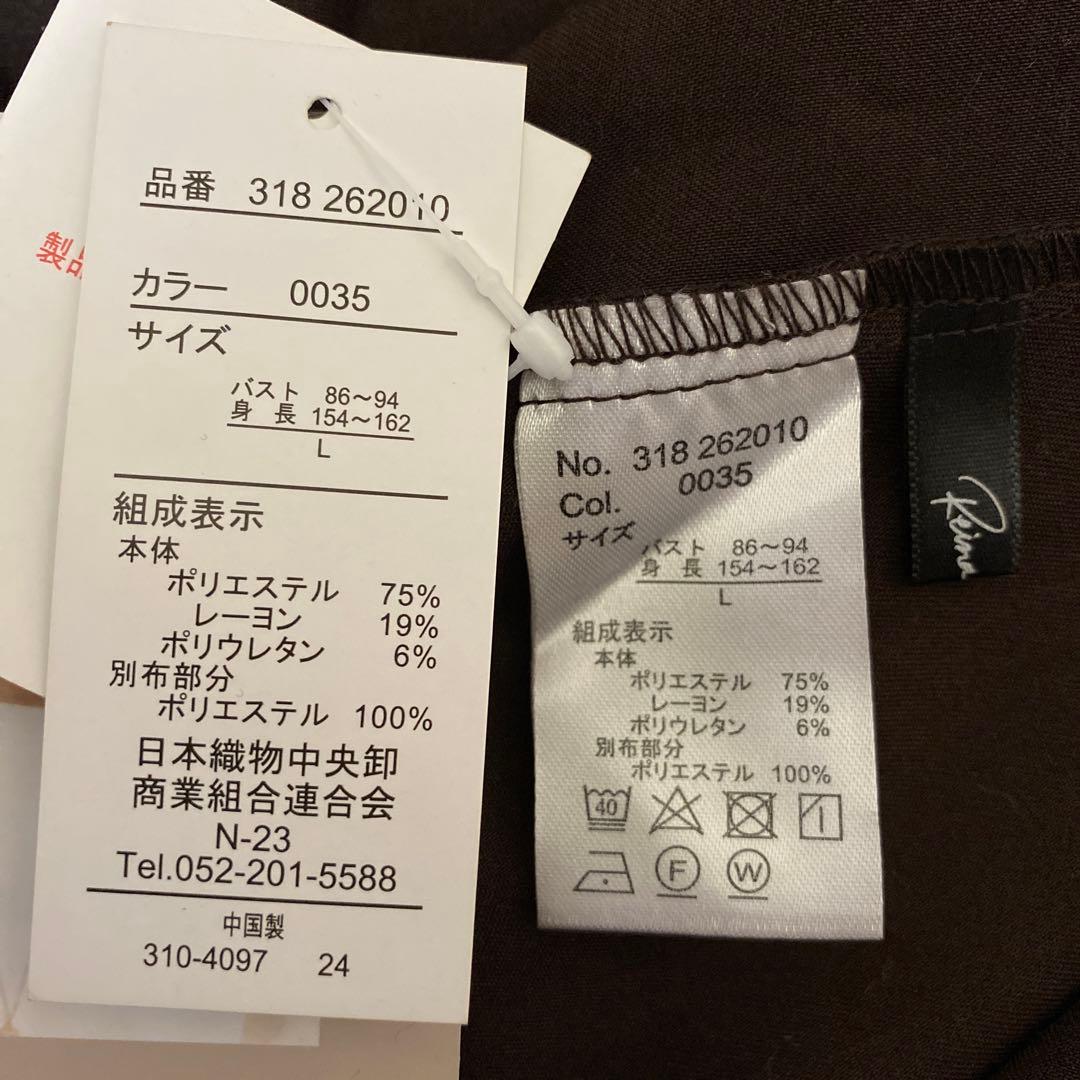 品番 318 262010
カラー 0035
サイズ
バスト 86～94
身長 154～162
L
組成表示
本体
ポリエステル 75%
レーヨン 19%
ポリウレタン 6%
別布部分
ポリエステル 100%
日本織物中央卸
商業組合連合会
N-23
Tel.052-201-5588
中国製
310-4097 24
No. 318 262010
Col. 0035
サイズ
バスト 86～94
身長 154～162
L
組成表示
本体
ポリエステル 75%
レーヨン 19%
ポリウレタン 6%
別布部分
ポリエステル 100%
40
F
W